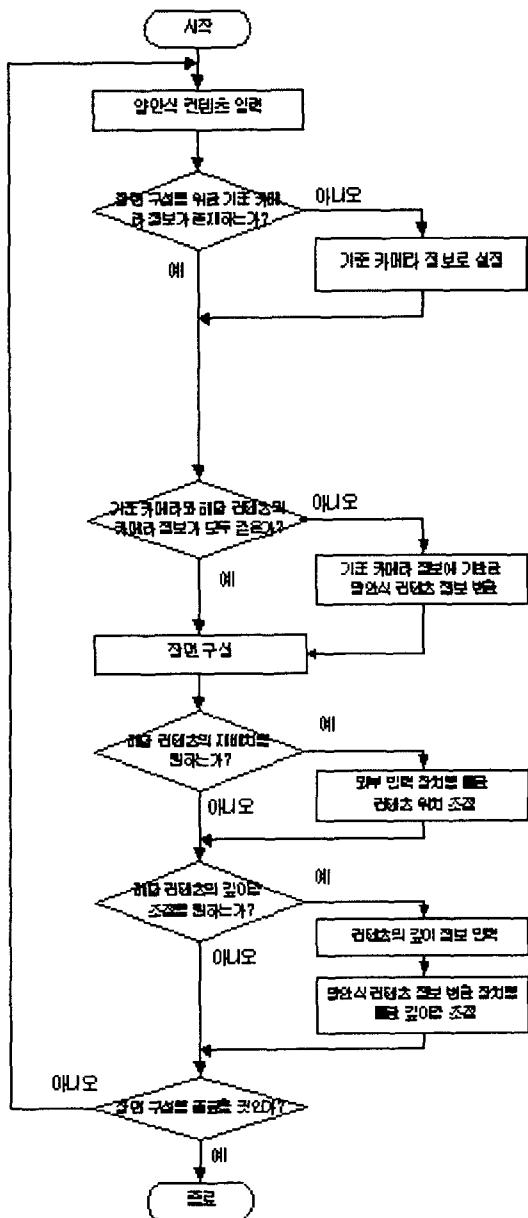 시작
양안식 컨텐츠 입력
장면 구성을 위한 기준 카메
라 정보가 존재하는가?
아니오
예
기준 카메라 정보로 설정
기준 카메라와 해당 컨텐츠의
카메라 정보가 모두 같은가?
아니오
예
기준 카메라 정보에 기반한
양안식 컨텐츠 정보 변환
장면 구성
해당 컨텐츠의 재배치를
원하는가?
예
아니오
외부 입력 장치를 통한
컨텐츠 위치 조정
해당 컨텐츠의 깊이감
조절을 원하는가?
예
아니오
컨텐츠의 깊이 정보 입력
양안식 컨텐츠 정보 변환 장치를
통한 깊이감 조절
아니오
장면 구성을 종료할 것인가?
예
종료